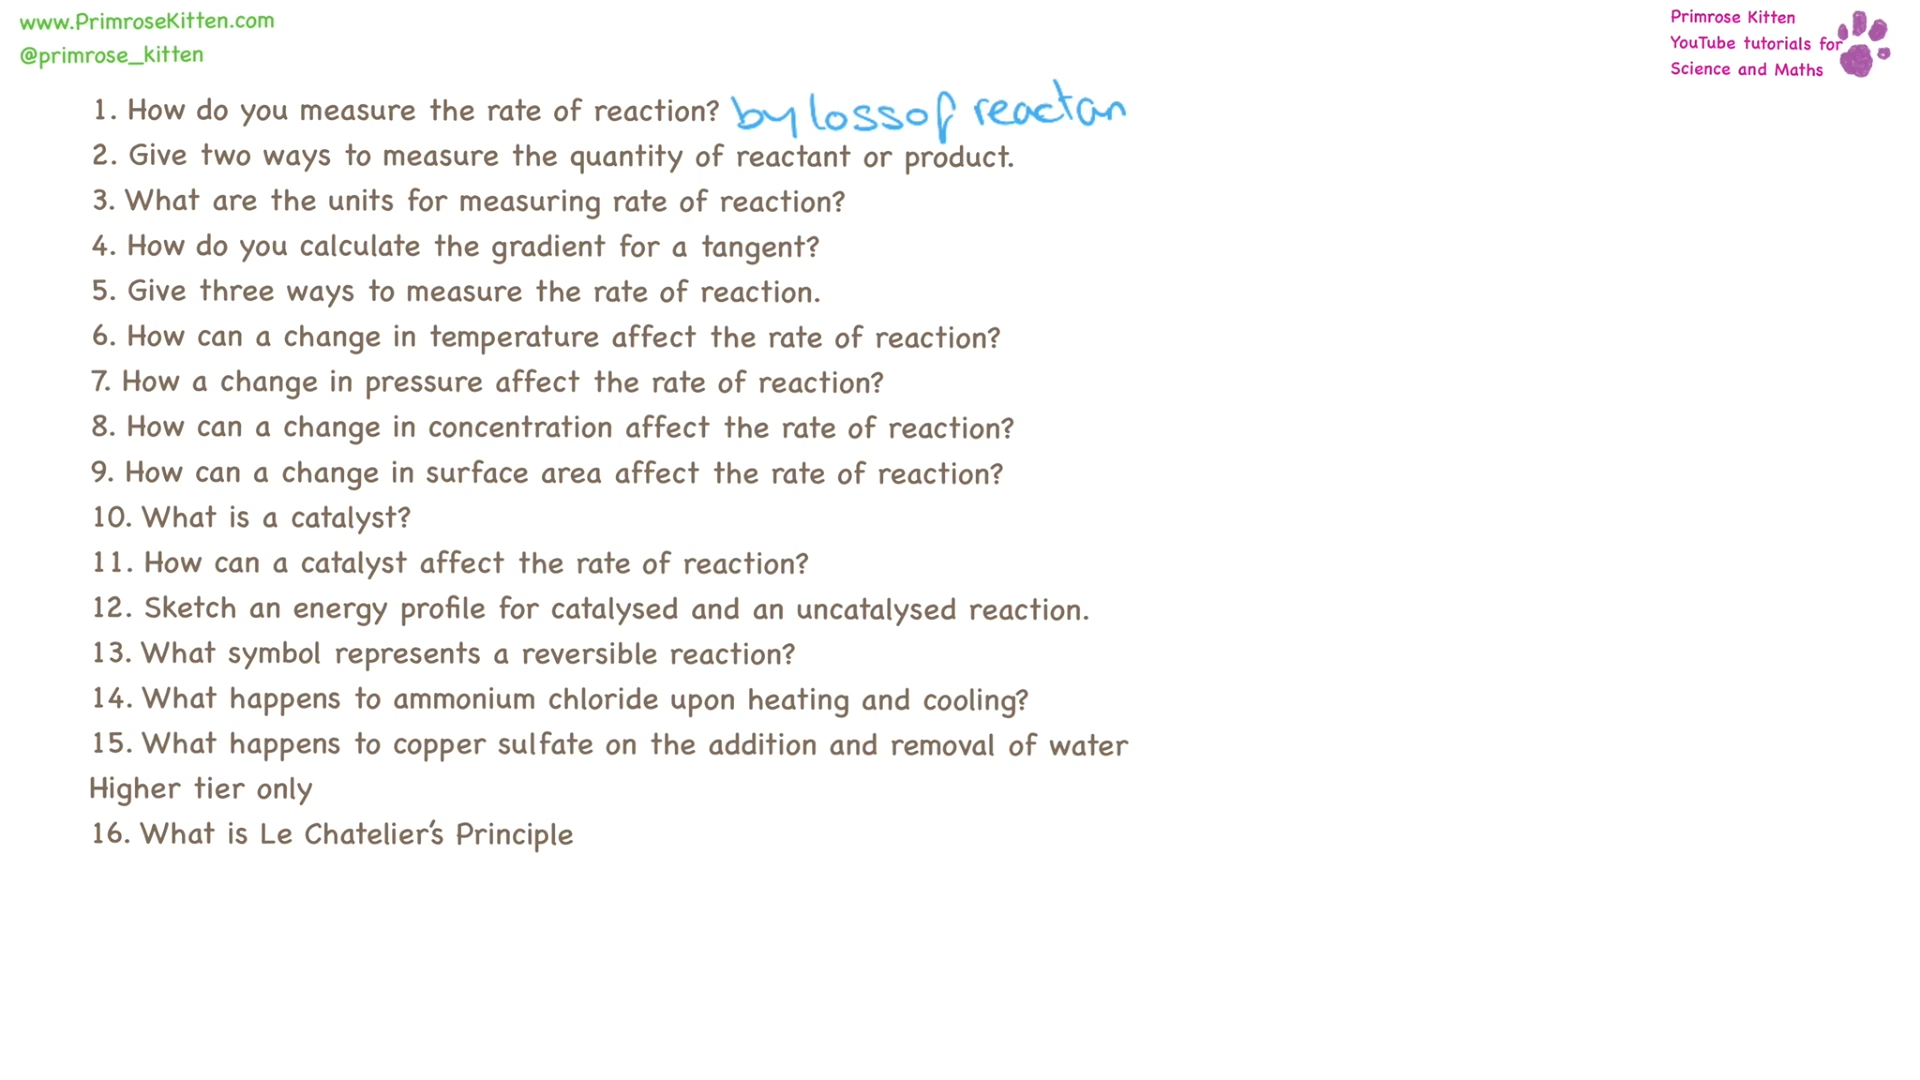 www.PrimroseKitten.com
@primrose_kitten
Primrose Kitten
YouTube tutorials for
Science and Maths
1. How do you measure the rate of reaction? by loss of reactan
2. Give two ways to measure the quantity of reactant or product.
3. What are the units for measuring rate of reaction?
4. How do you calculate the gradient for a tangent?
5. Give three ways to measure the rate of reaction.
6. How can a change in temperature affect the rate of reaction?
7. How a change in pressure affect the rate of reaction?
8. How can a change in concentration affect the rate of reaction?
9. How can a change in surface area affect the rate of reaction?
10. What is a catalyst?
11. How can a catalyst affect the rate of reaction?
12. Sketch an energy profile for catalysed and an uncatalysed reaction.
13. What symbol represents a reversible reaction?
14. What happens to ammonium chloride upon heating and cooling?
15. What happens to copper sulfate on the addition and removal of water
Higher tier only
16. What is Le Chatelier’s Principle